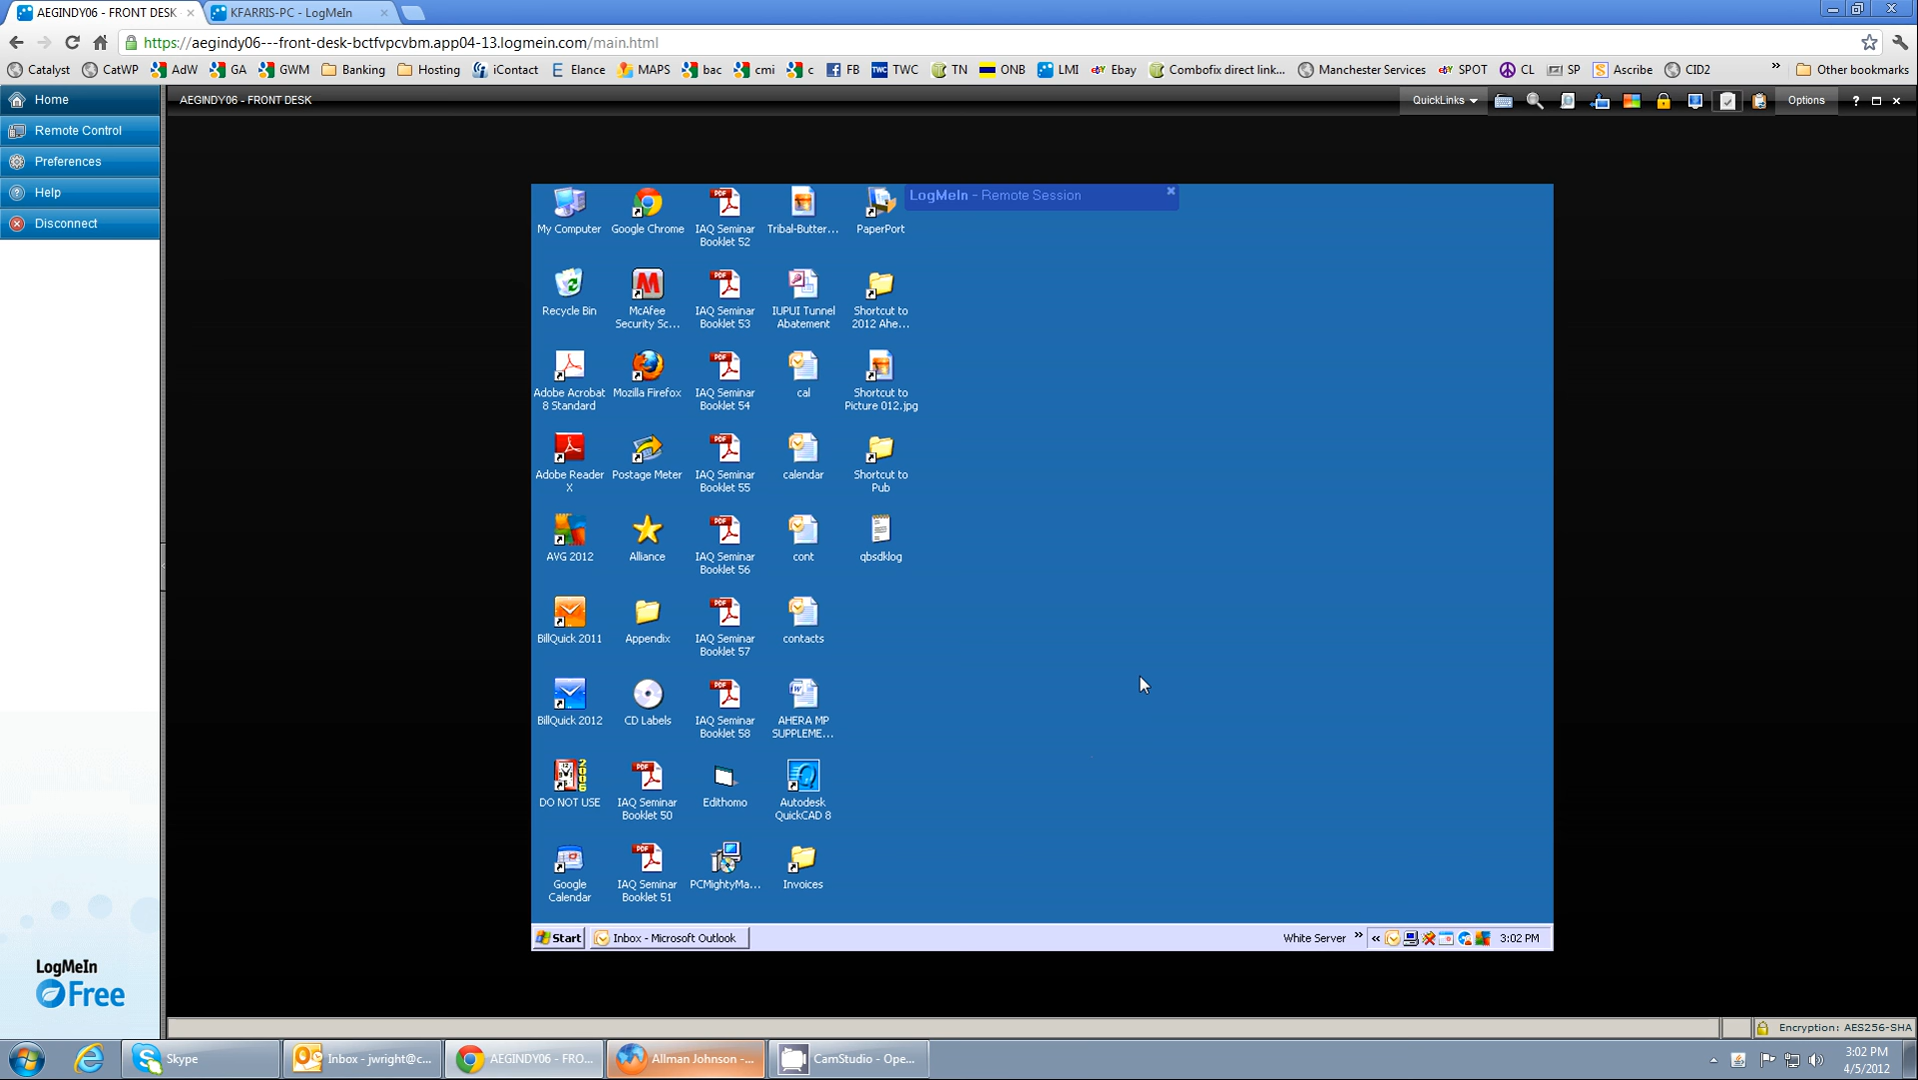 AEGINDY06 - FRONT DESK
KFARRIS-PC - LogMeIn
https://aegindy06---front-desk-bctfvpcvbm.app04-13.logmein.com/main.html
Catalyst CatWP AdW GA GWM Banking Hosting iContact Elance MAPS bac cmi c FB TWC TN ONB LMI Ebay Combofix direct link... Manchester Services SPOT CL SP Ascribe CID2 » Other bookmarks
Home
AEGINDY06 - FRONT DESK
QuickLinks
Options
?
Remote Control
Preferences
Help
Disconnect
LogMeIn - Remote Session
My Computer
Google Chrome
IAQ Seminar
Booklet 52
Tribal-Butter...
PaperPort
Recycle Bin
McAfee
Security Sc...
IAQ Seminar
Booklet 53
IUPUI Tunnel
Abatement
Shortcut to
2012 Ahe...
Adobe Acrobat
8 Standard
Mozilla Firefox
IAQ Seminar
Booklet 54
cal
Shortcut to
Picture 012.jpg
Adobe Reader
X
Postage Meter
IAQ Seminar
Booklet 55
calendar
Shortcut to
Pub
AVG 2012
Alliance
IAQ Seminar
Booklet 56
cont
qbsdklog
BillQuick 2011
Appendix
IAQ Seminar
Booklet 57
contacts
BillQuick 2012
CD Labels
IAQ Seminar
Booklet 58
AHERA MP
SUPPLEME...
DO NOT USE
IAQ Seminar
Booklet 50
Edithomo
Autodesk
QuickCAD 8
Google
Calendar
IAQ Seminar
Booklet 51
PCMightyMa...
Invoices
Start
Inbox - Microsoft Outlook
White Server » « 3:02 PM
LogMeIn
Free
Encryption: AES256-SHA
Skype
Inbox - jwright@c...
AEGINDY06 - FRO...
Allman Johnson -...
CamStudio - Ope...
3:02 PM
4/5/2012